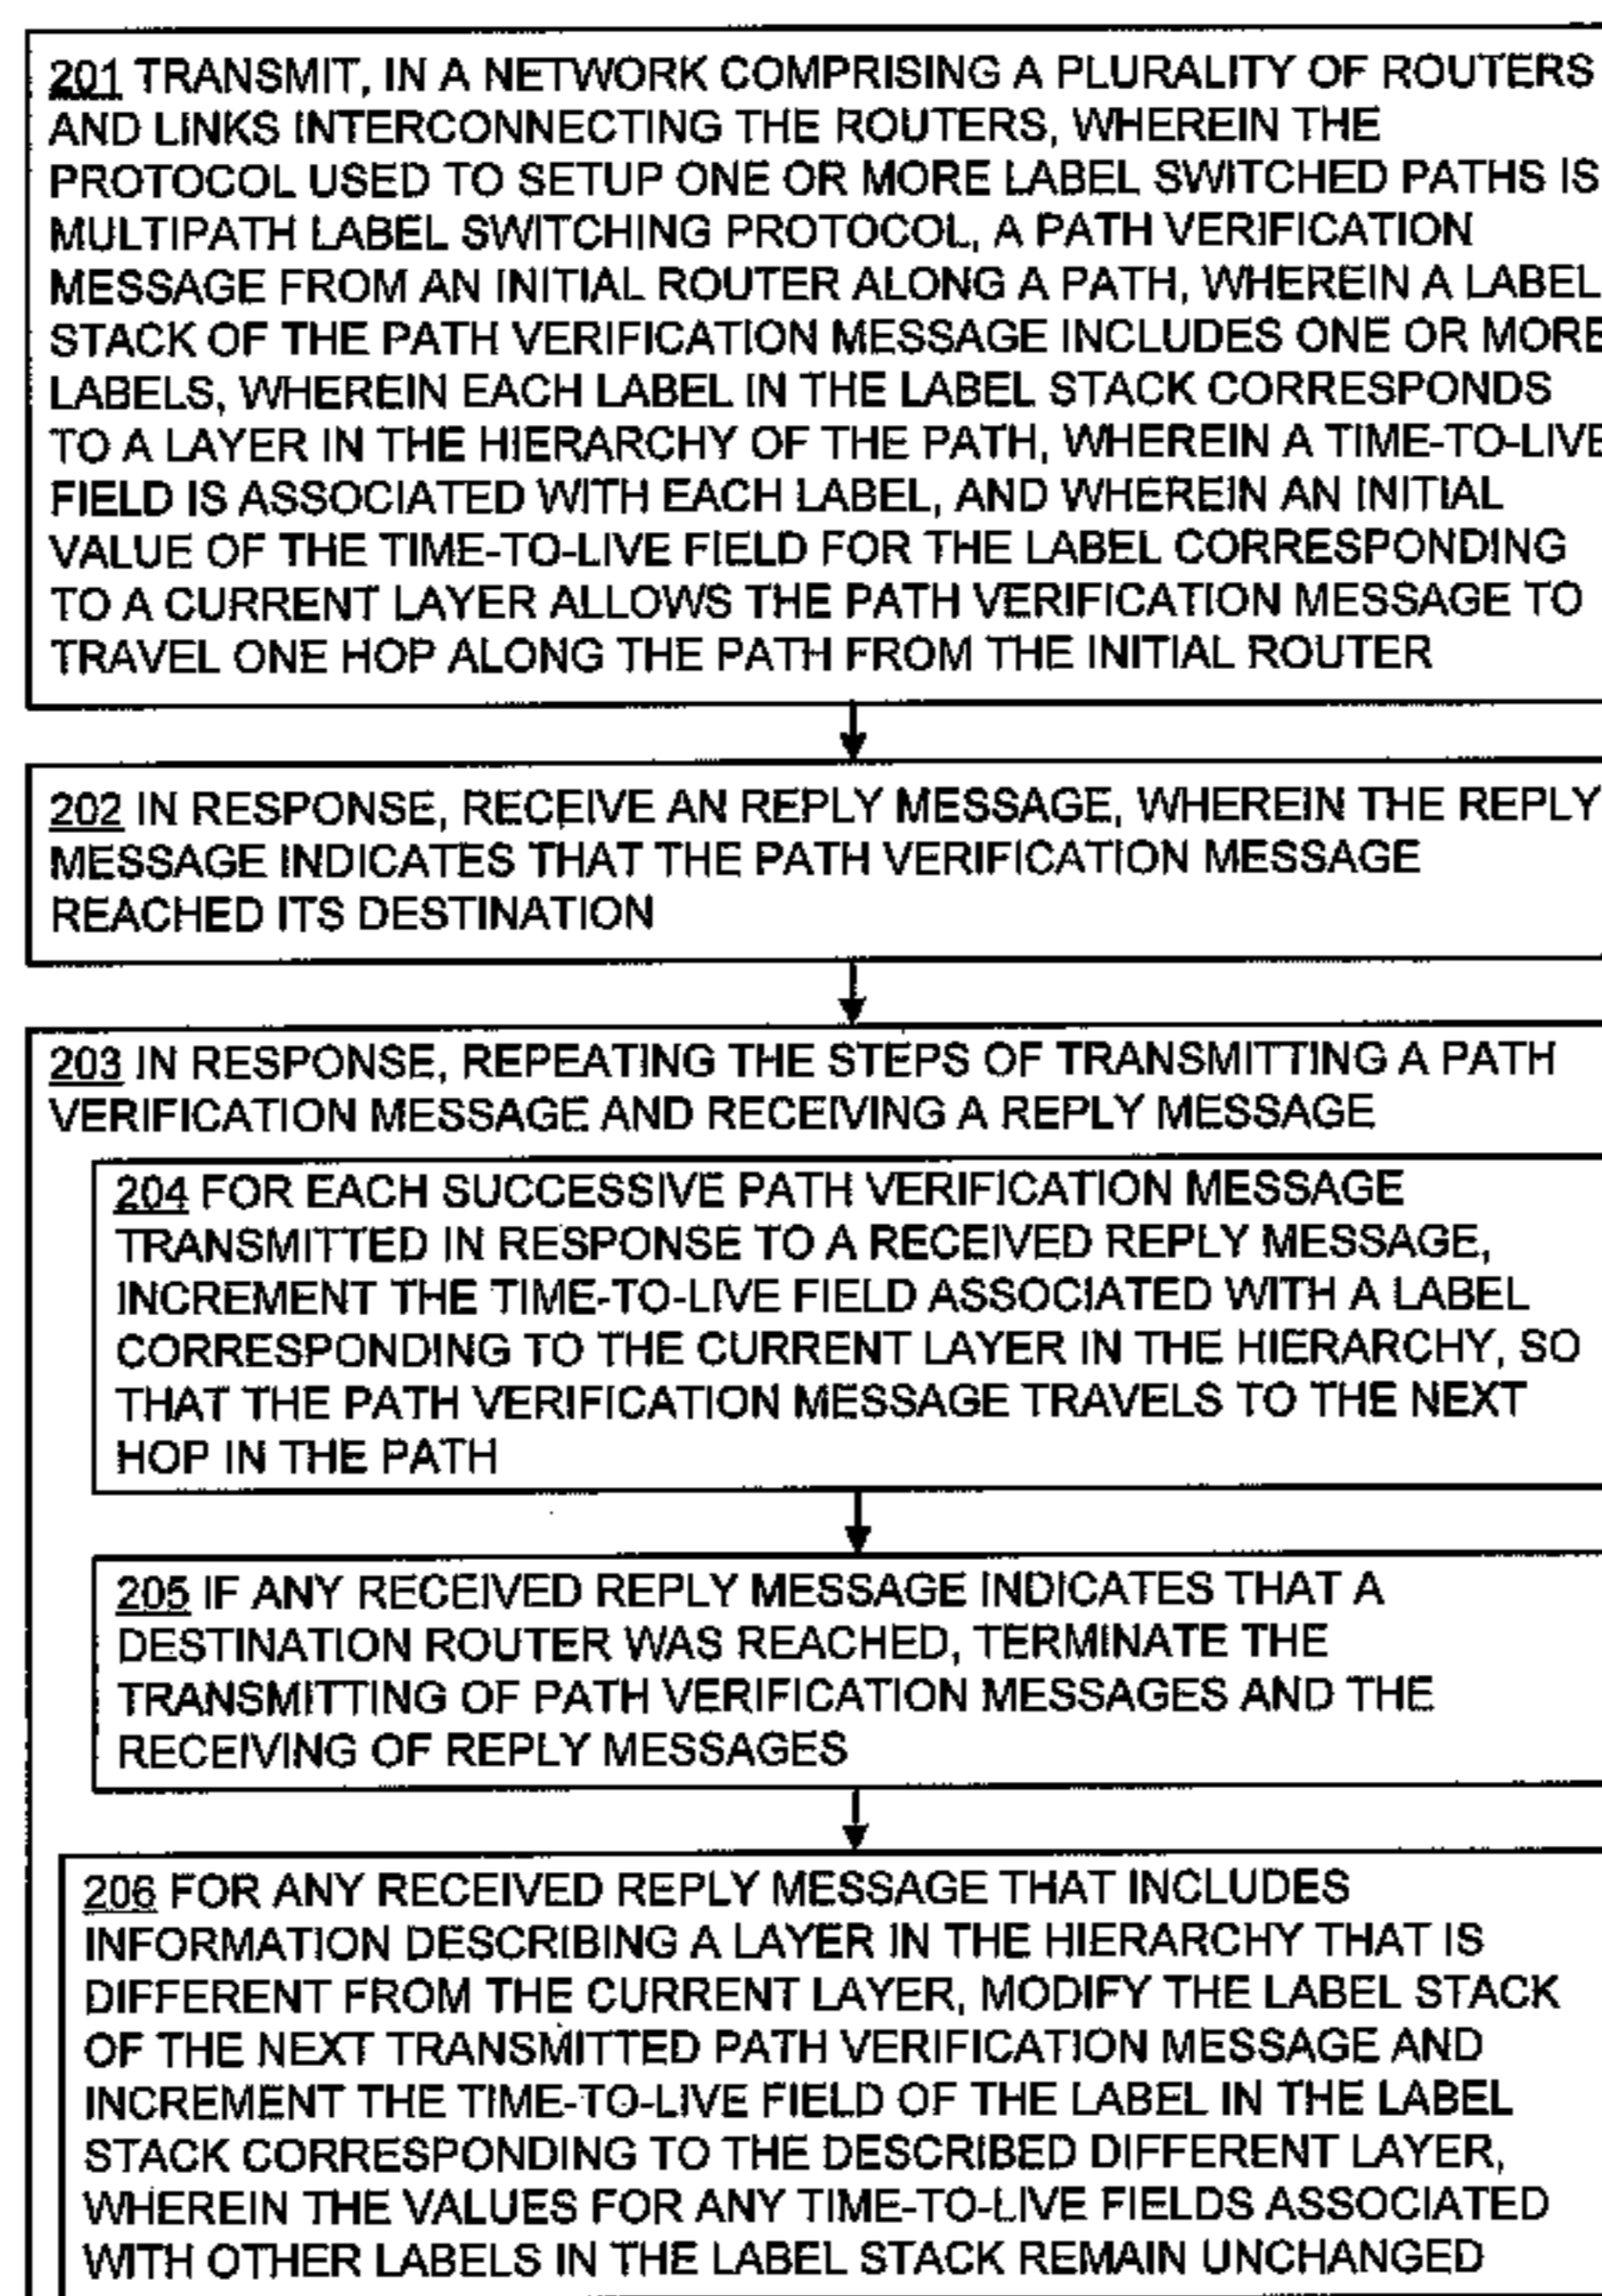 201 TRANSMIT, IN A NETWORK COMPRISING A PLURALITY OF ROUTERS
AND LINKS INTERCONNECTING THE ROUTERS, WHEREIN THE
PROTOCOL USED TO SETUP ONE OR MORE LABEL SWITCHED PATHS IS
MULTIPATH LABEL SWITCHING PROTOCOL, A PATH VERIFICATION
MESSAGE FROM AN INITIAL ROUTER ALONG A PATH, WHEREIN A LABEL
STACK OF THE PATH VERIFICATION MESSAGE INCLUDES ONE OR MORE
LABELS, WHEREIN EACH LABEL IN THE LABEL STACK CORRESPONDS
TO A LAYER IN THE HIERARCHY OF THE PATH, WHEREIN A TIME-TO-LIVE
FIELD IS ASSOCIATED WITH EACH LABEL, AND WHEREIN AN INITIAL
VALUE OF THE TIME-TO-LIVE FIELD FOR THE LABEL CORRESPONDING
TO A CURRENT LAYER ALLOWS THE PATH VERIFICATION MESSAGE TO
TRAVEL ONE HOP ALONG THE PATH FROM THE INITIAL ROUTER
202 IN RESPONSE, RECEIVE AN REPLY MESSAGE, WHEREIN THE REPLY
MESSAGE INDICATES THAT THE PATH VERIFICATION MESSAGE
REACHED ITS DESTINATION
203 IN RESPONSE, REPEATING THE STEPS OF TRANSMITTING A PATH
VERIFICATION MESSAGE AND RECEIVING A REPLY MESSAGE
204 FOR EACH SUCCESSIVE PATH VERIFICATION MESSAGE
TRANSMITTED IN RESPONSE TO A RECEIVED REPLY MESSAGE,
INCREMENT THE TIME-TO-LIVE FIELD ASSOCIATED WITH A LABEL
CORRESPONDING TO THE CURRENT LAYER IN THE HIERARCHY, SO
THAT THE PATH VERIFICATION MESSAGE TRAVELS TO THE NEXT
HOP IN THE PATH
205 IF ANY RECEIVED REPLY MESSAGE INDICATES THAT A
DESTINATION ROUTER WAS REACHED, TERMINATE THE
TRANSMITTING OF PATH VERIFICATION MESSAGES AND THE
RECEIVING OF REPLY MESSAGES
206 FOR ANY RECEIVED REPLY MESSAGE THAT INCLUDES
INFORMATION DESCRIBING A LAYER IN THE HIERARCHY THAT IS
DIFFERENT FROM THE CURRENT LAYER, MODIFY THE LABEL STACK
OF THE NEXT TRANSMITTED PATH VERIFICATION MESSAGE AND
INCREMENT THE TIME-TO-LIVE FIELD OF THE LABEL IN THE LABEL
STACK CORRESPONDING TO THE DESCRIBED DIFFERENT LAYER,
WHEREIN THE VALUES FOR ANY TIME-TO-LIVE FIELDS ASSOCIATED
WITH OTHER LABELS IN THE LABEL STACK REMAIN UNCHANGED